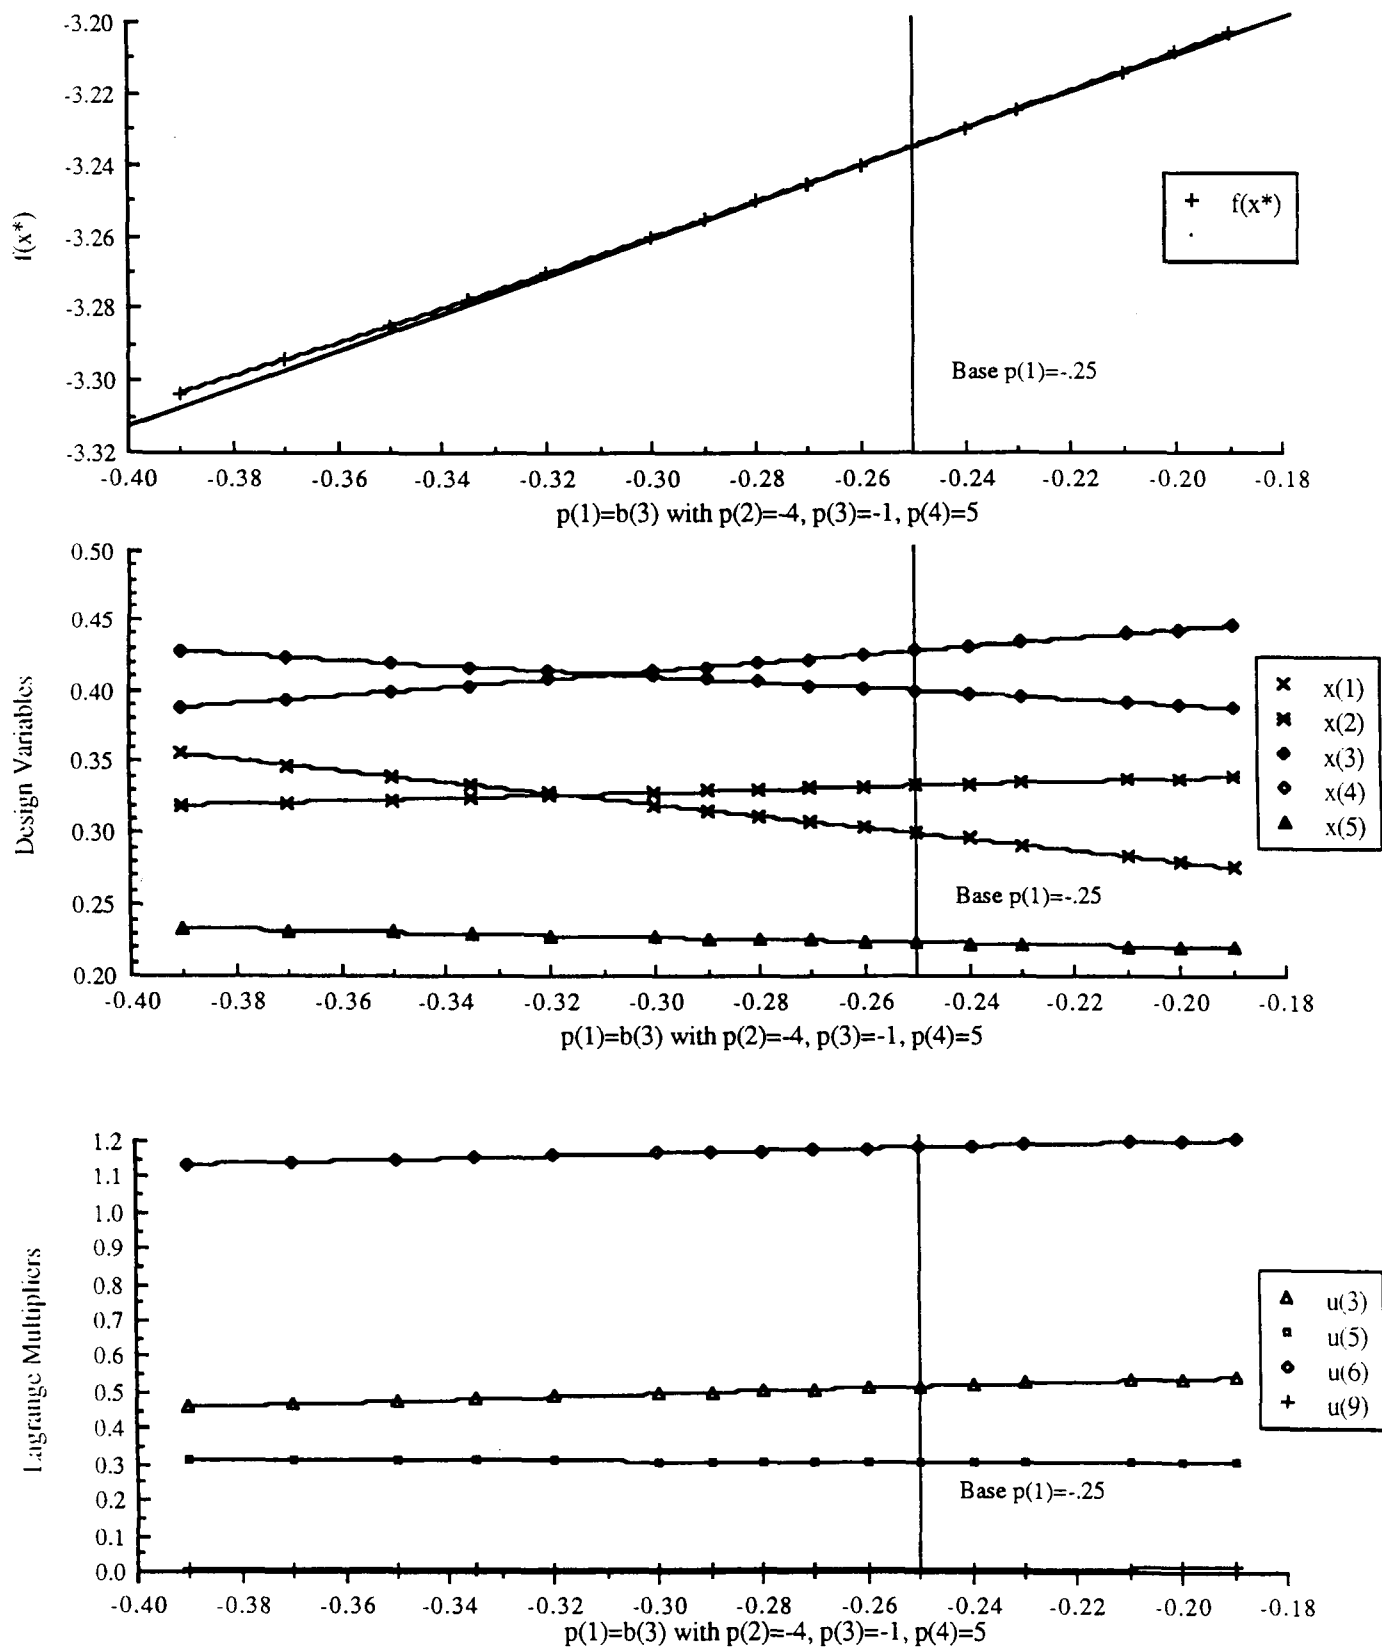 -3.20
-3.22
-3.24
-3.26
-3.28
-3.30
-3.32
f(x*)
+ f(x*)
.
Base p(1)=-.25
-0.40 -0.38 -0.36 -0.34 -0.32 -0.30 -0.28 -0.26 -0.24 -0.22 -0.20 -0.18
p(1)=b(3) with p(2)=-4, p(3)=-1, p(4)=5
0.50
0.45
0.40
0.35
0.30
0.25
0.20
Design Variables
x(1)
x(2)
x(3)
x(4)
x(5)
Base p(1)=-.25
-0.40 -0.38 -0.36 -0.34 -0.32 -0.30 -0.28 -0.26 -0.24 -0.22 -0.20 -0.18
p(1)=b(3) with p(2)=-4, p(3)=-1, p(4)=5
1.2
1.1
1.0
0.9
0.8
0.7
0.6
0.5
0.4
0.3
0.2
0.1
0.0
Lagrange Multipliers
u(3)
u(5)
u(6)
u(9)
Base p(1)=-.25
-0.40 -0.38 -0.36 -0.34 -0.32 -0.30 -0.28 -0.26 -0.24 -0.22 -0.20 -0.18
p(1)=b(3) with p(2)=-4, p(3)=-1, p(4)=5